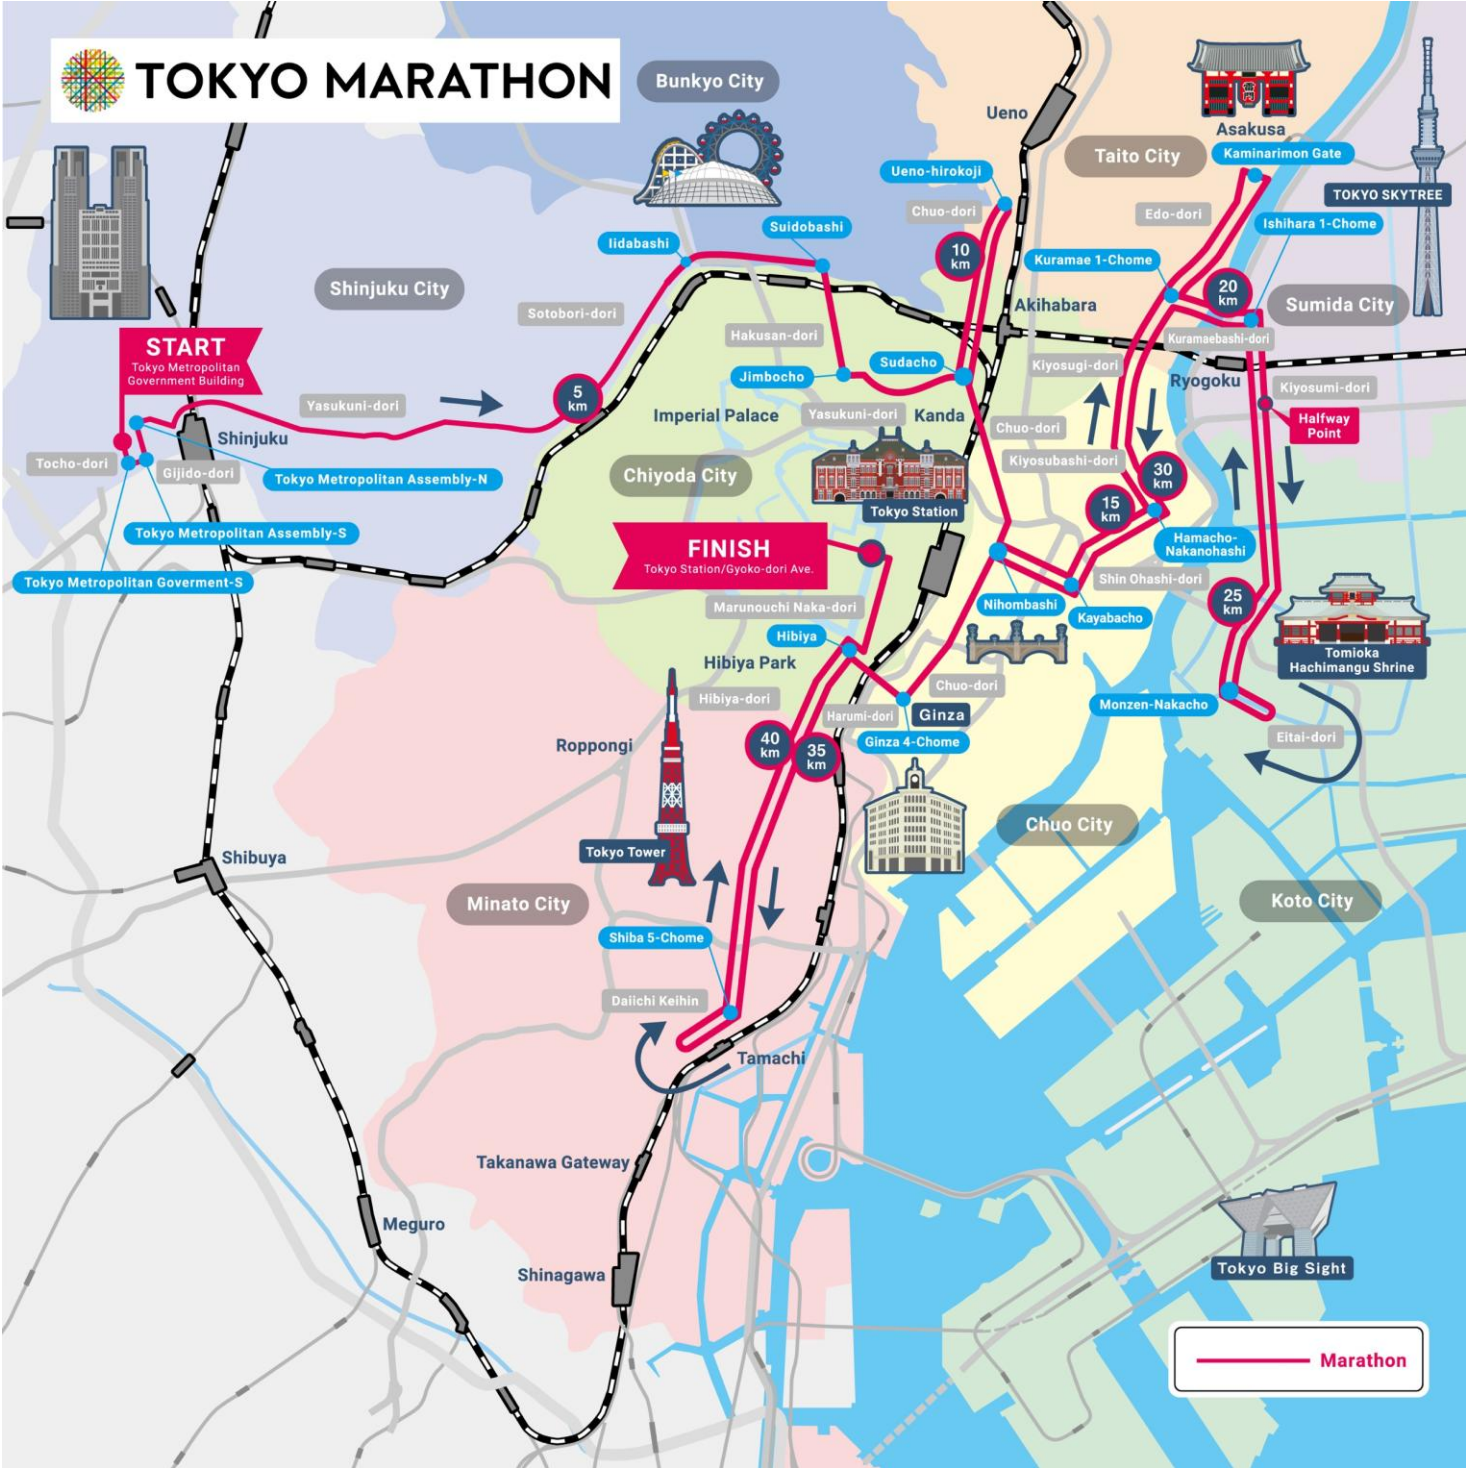 TOKYO MARATHON
Bunkyo City
Ueno
Asakusa
Taito City
Kaminarimon Gate
Ueno-hirokoji
TOKYO SKYTREE
Chuo-dori
Edo-dori
Ishihara 1-Chome
Suidobashi
Iidabashi
10
km
Kuramae 1-Chome
20
km
Shinjuku City
Akihabara
Sumida City
Sotobori-dori
Hakusan-dori
Kuramaebashi-dori
START
Tokyo Metropolitan
Government Building
Sudacho
Kiyosugi-dori
Jimbocho
Ryogoku
Kiyosumi-dori
5
km
Yasukuni-dori
Imperial Palace
Yasukuni-dori
Kanda
Chuo-dori
Halfway
Point
Shinjuku
Tocho-dori
Gijido-dori
Kiyosubashi-dori
Chiyoda City
30
km
Tokyo Metropolitan Assembly-N
15
km
Tokyo Station
Tokyo Metropolitan Assembly-S
Hamacho-
Nakanohashi
FINISH
Tokyo Station/Gyoko-dori Ave.
Tokyo Metropolitan Goverment-S
Shin Ohashi-dori
Marunouchi Naka-dori
Nihombashi
Kayabacho
25
km
Hibiya
Hibiya Park
Tomioka
Hachimangu Shrine
Chuo-dori
Hibiya-dori
Monzen-Nakacho
Harumi-dori
Ginza
Eitai-dori
Roppongi
40
km
35
km
Ginza 4-Chome
Chuo City
Tokyo Tower
Shibuya
Minato City
Koto City
Shiba 5-Chome
Daiichi Keihin
Tamachi
Takanawa Gateway
Meguro
Shinagawa
Tokyo Big Sight
Marathon